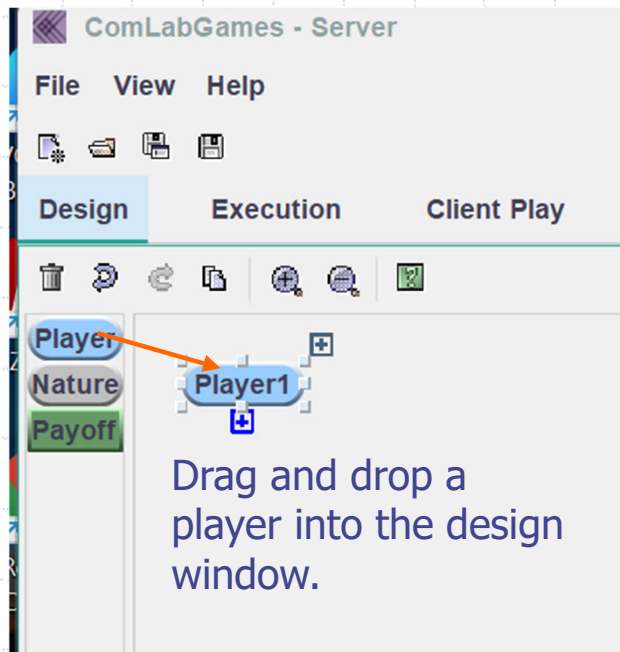 ComLabGames - Server
File View Help
Design Execution Client Play
Player
Nature
Payoff
Player1
Drag and drop a
player into the design
window.